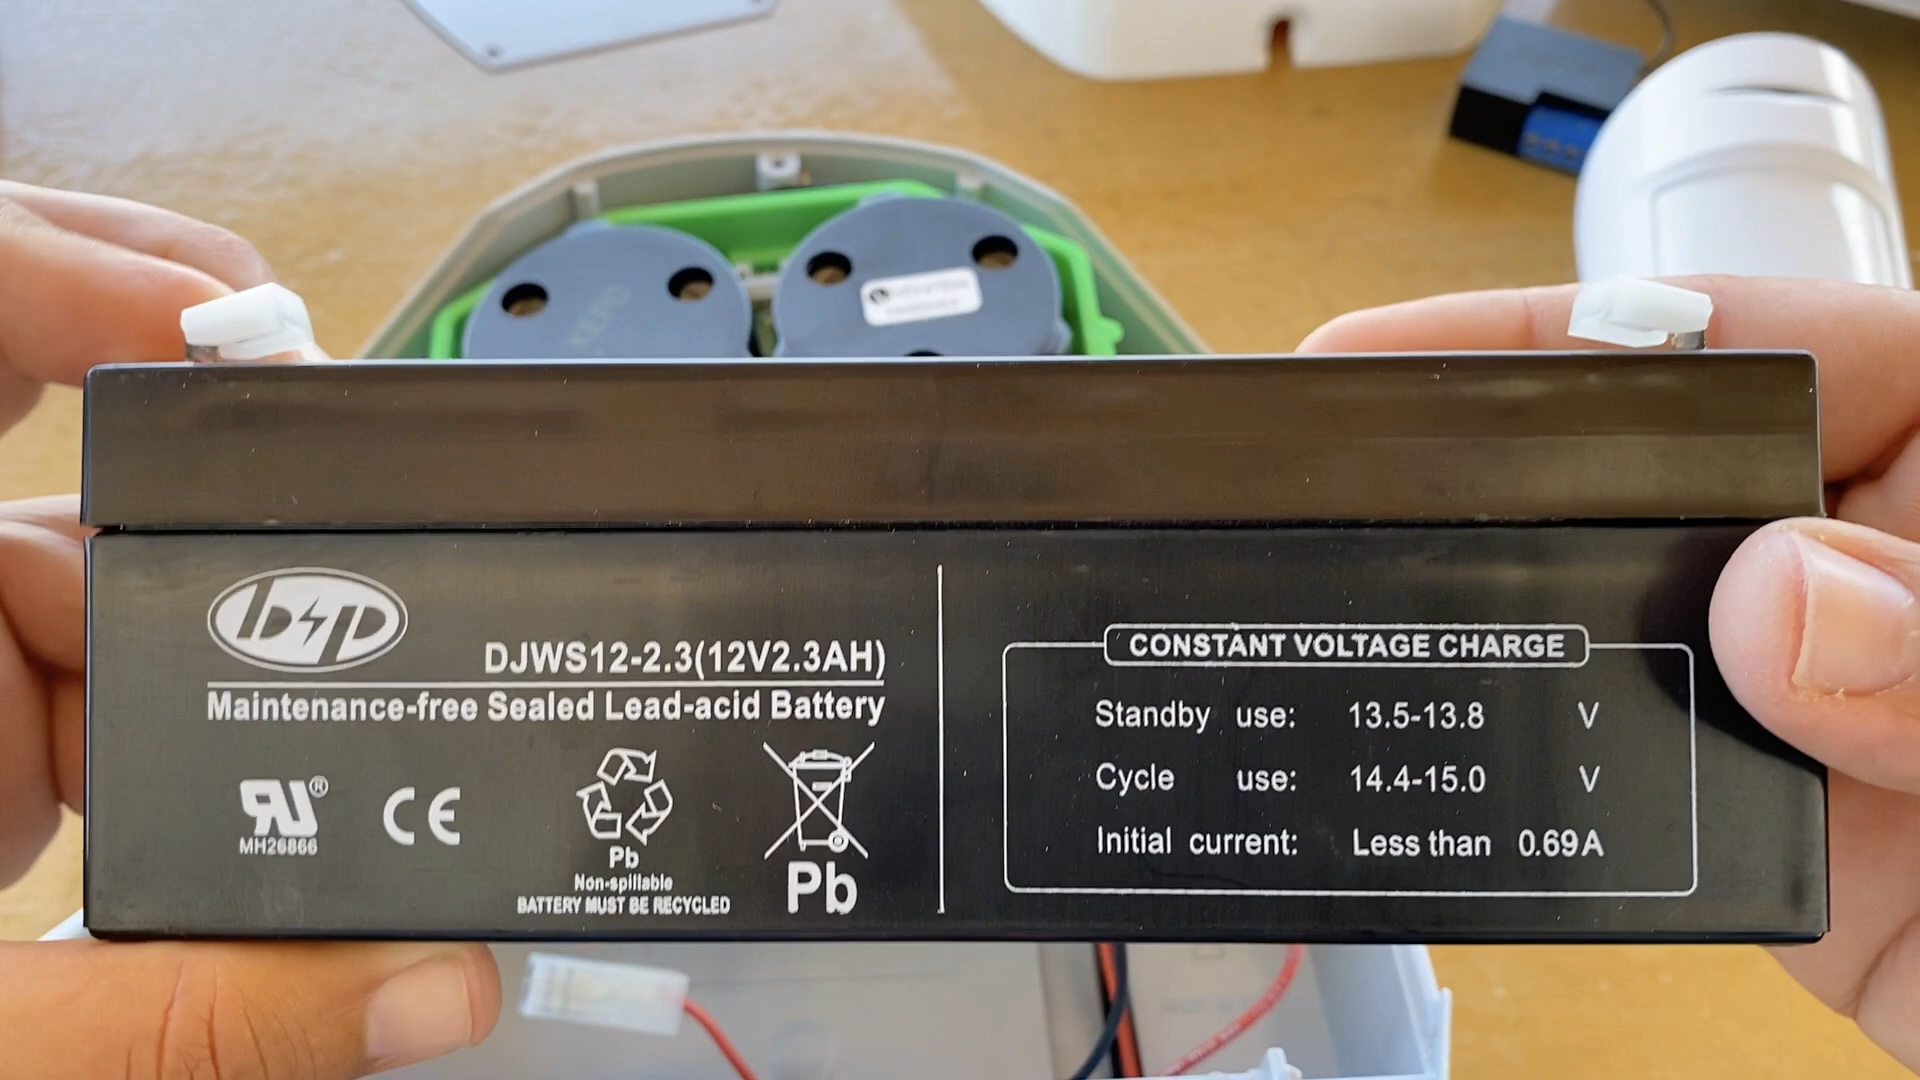 KEPO
DJWS12-2.3(12V2.3AH)
Maintenance-free Sealed Lead-acid Battery
MH26866
CE
Pb
Non-spillable
BATTERY MUST BE RECYCLED
Pb
CONSTANT VOLTAGE CHARGE
Standby use: 13.5-13.8 V
Cycle use: 14.4-15.0 V
Initial current: Less than 0.69A